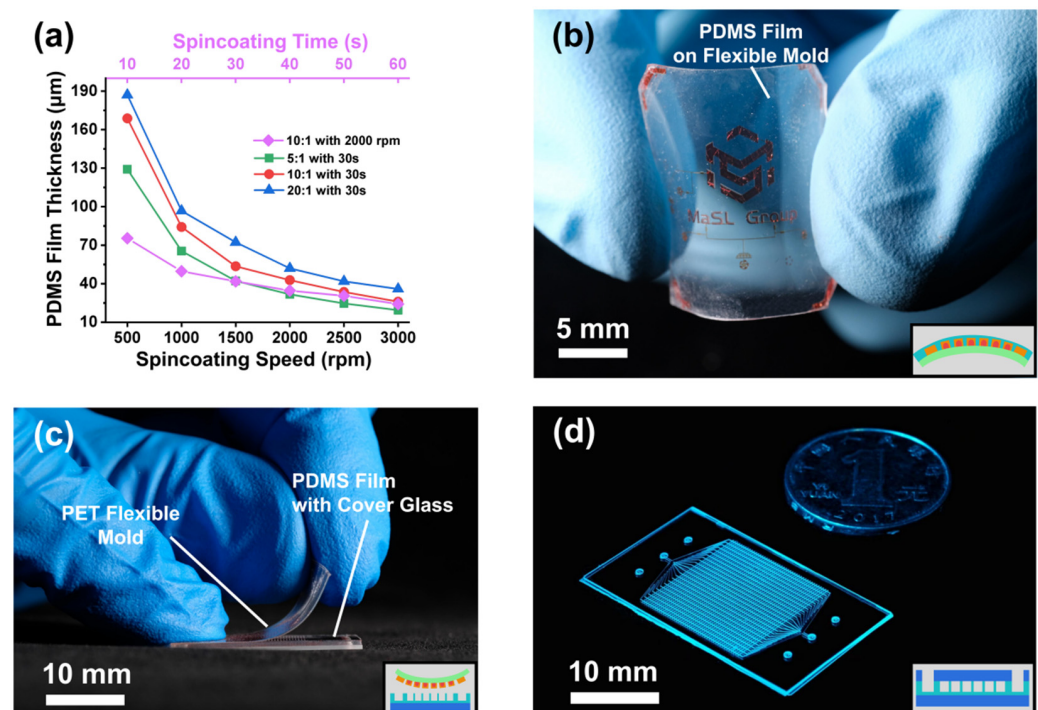 (a)
Spincoating Time (s)
10 20 30 40 50 60
PDMS Film Thickness (μm)
190
160
130
100
70
40
10
10:1 with 2000 rpm
5:1 with 30s
10:1 with 30s
20:1 with 30s
500 1000 1500 2000 2500 3000
Spincoating Speed (rpm)
(b)
PDMS Film
on Flexible Mold
MaSL Group
5 mm
(c)
PET Flexible
Mold
PDMS Film
with Cover Glass
10 mm
(d)
1
YUAN
2017
10 mm